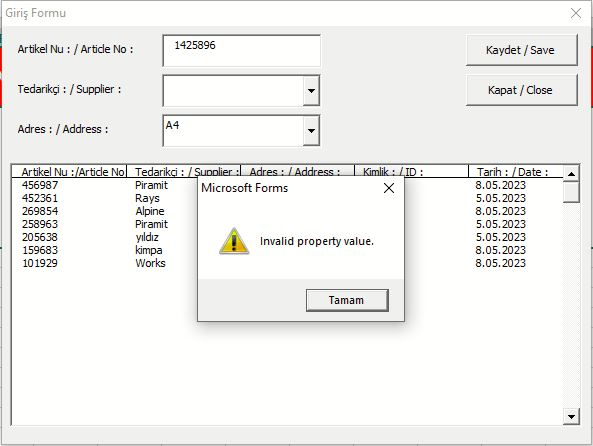 Giriş Formu
Artikel Nu : / Article No :
1425896
Kaydet / Save
Tedarikçi : / Supplier :
Kapat / Close
Adres : / Address :
A4
Artikel Nu :/Article No
Tedarikçi : / Supplier :
Adres : / Address :
Kimlik : / ID :
Tarih : / Date :
456987 Piramit 8.05.2023
452361 Rays 5.05.2023
269854 Alpine 8.05.2023
258963 Piramit 5.05.2023
205638 yıldız 5.05.2023
159683 kimpa 8.05.2023
101929 Works 8.05.2023
Microsoft Forms
Invalid property value.
Tamam